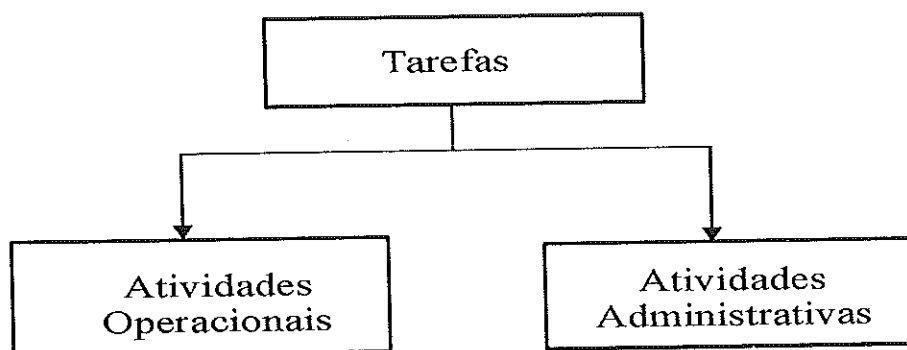 Tarefas
Atividades
Operacionais
Atividades
Administrativas